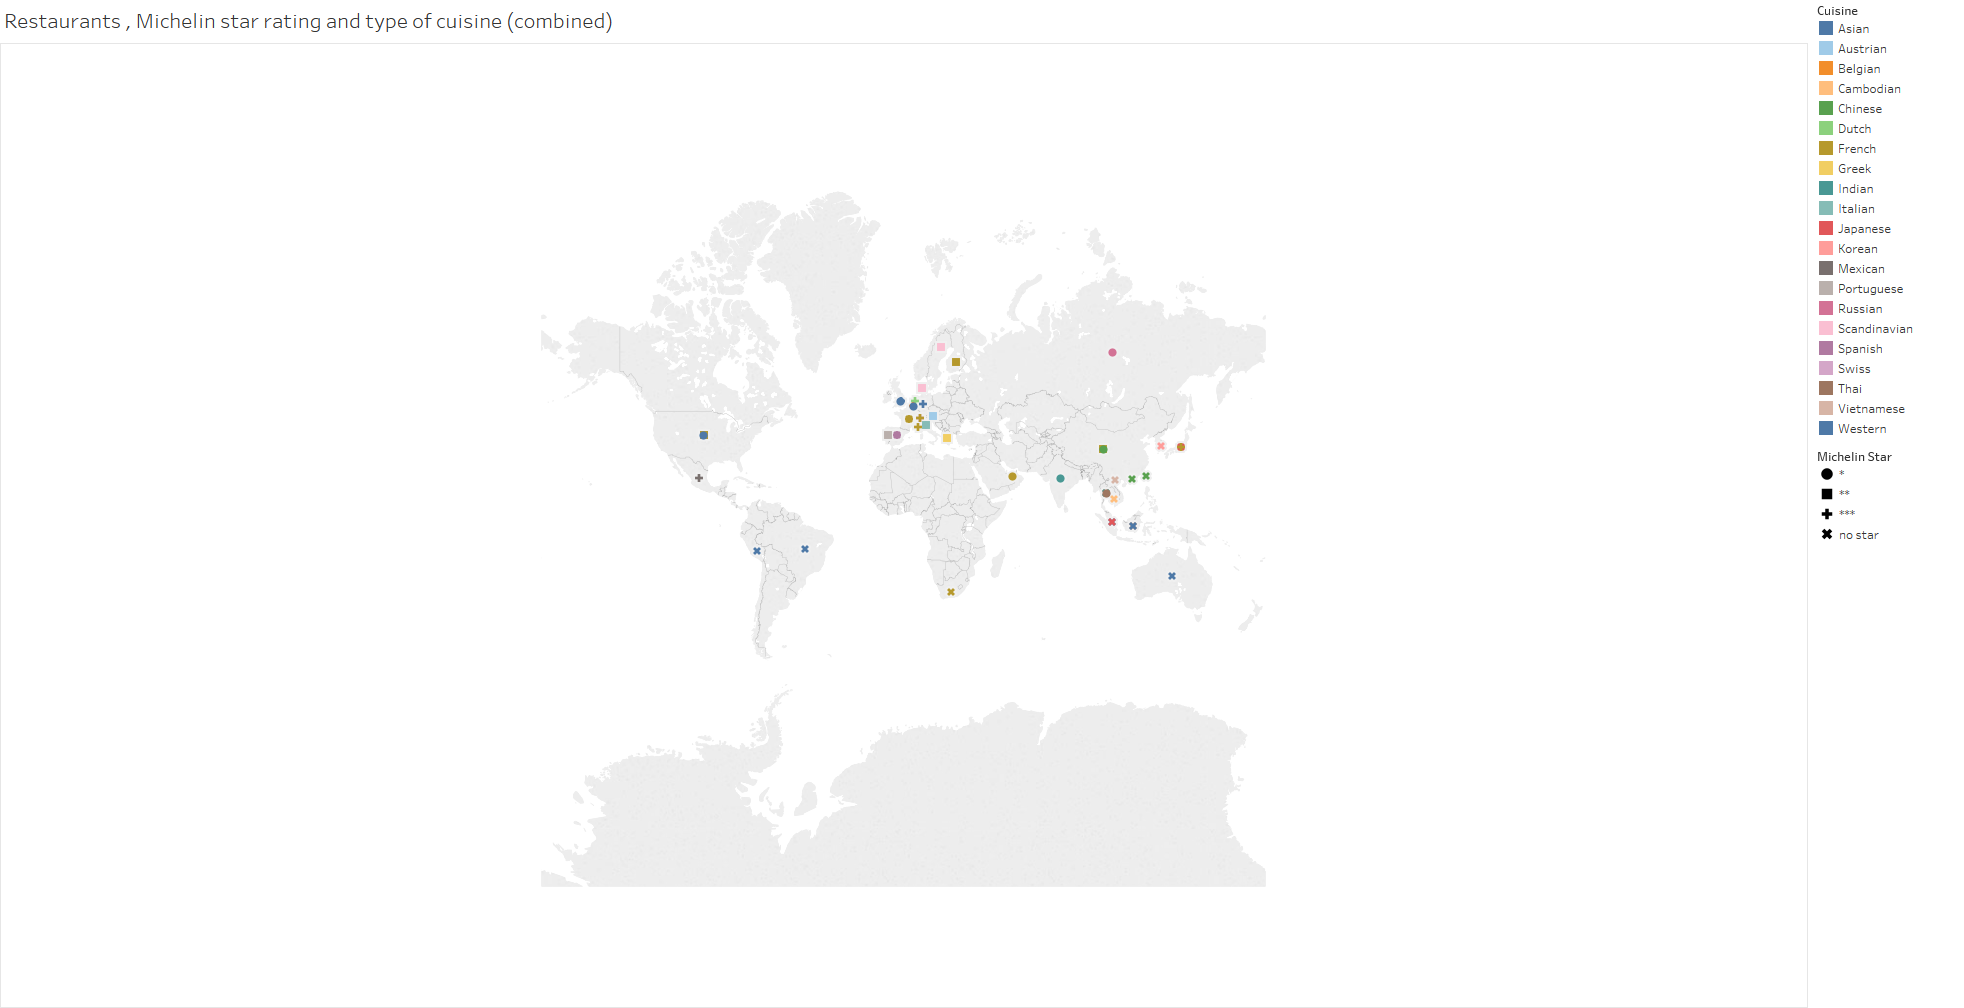 Restaurants , Michelin star rating and type of cuisine (combined)
Cuisine
Asian
Austrian
Belgian
Cambodian
Chinese
Dutch
French
Greek
Indian
Italian
Japanese
Korean
Mexican
Portuguese
Russian
Scandinavian
Spanish
Swiss
Thai
Vietnamese
Western
Michelin Star
*
**
***
no star